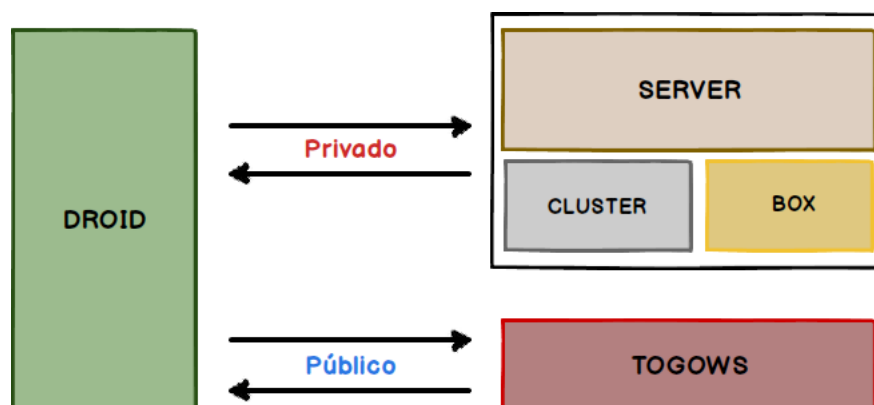 SERVER
Privado
CLUSTER
BOX
DROID
Público
TOGOWS